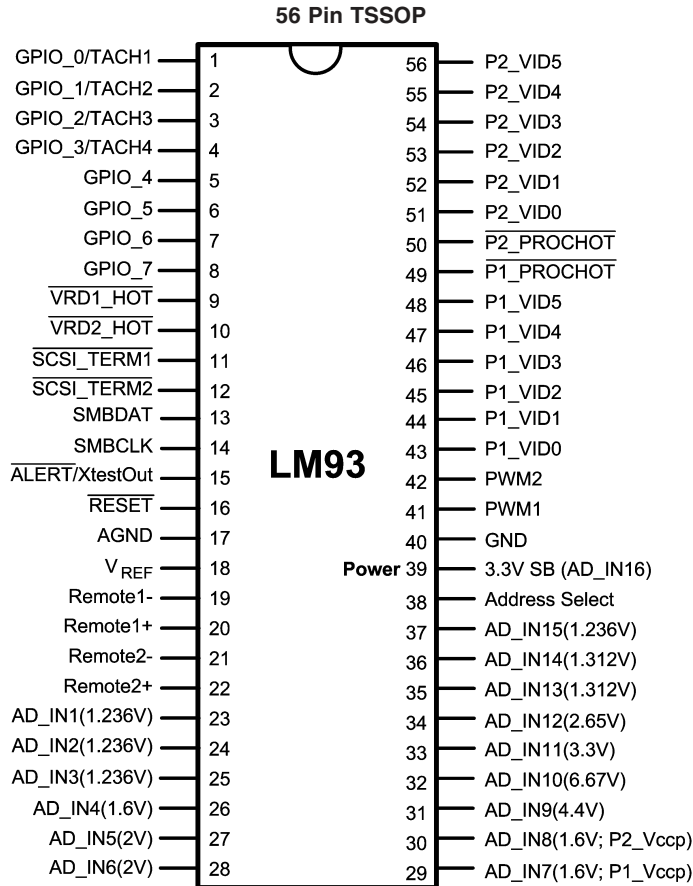 56 Pin TSSOP
GPIO_0/TACH1 1
GPIO_1/TACH2 2
GPIO_2/TACH3 3
GPIO_3/TACH4 4
GPIO_4 5
GPIO_5 6
GPIO_6 7
GPIO_7 8
VRD1_HOT 9
VRD2_HOT 10
SCSI_TERM1 11
SCSI_TERM2 12
SMBDAT 13
SMBCLK 14
ALERT/XtestOut 15
RESET 16
AGND 17
VREF 18
Remote1- 19
Remote1+ 20
Remote2- 21
Remote2+ 22
AD_IN1(1.236V) 23
AD_IN2(1.236V) 24
AD_IN3(1.236V) 25
AD_IN4(1.6V) 26
AD_IN5(2V) 27
AD_IN6(2V) 28
LM93
56 P2_VID5
55 P2_VID4
54 P2_VID3
53 P2_VID2
52 P2_VID1
51 P2_VID0
50 P2_PROCHOT
49 P1_PROCHOT
48 P1_VID5
47 P1_VID4
46 P1_VID3
45 P1_VID2
44 P1_VID1
43 P1_VID0
42 PWM2
41 PWM1
40 GND
Power 39 3.3V SB (AD_IN16)
38 Address Select
37 AD_IN15(1.236V)
36 AD_IN14(1.312V)
35 AD_IN13(1.312V)
34 AD_IN12(2.65V)
33 AD_IN11(3.3V)
32 AD_IN10(6.67V)
31 AD_IN9(4.4V)
30 AD_IN8(1.6V; P2_Vccp)
29 AD_IN7(1.6V; P1_Vccp)